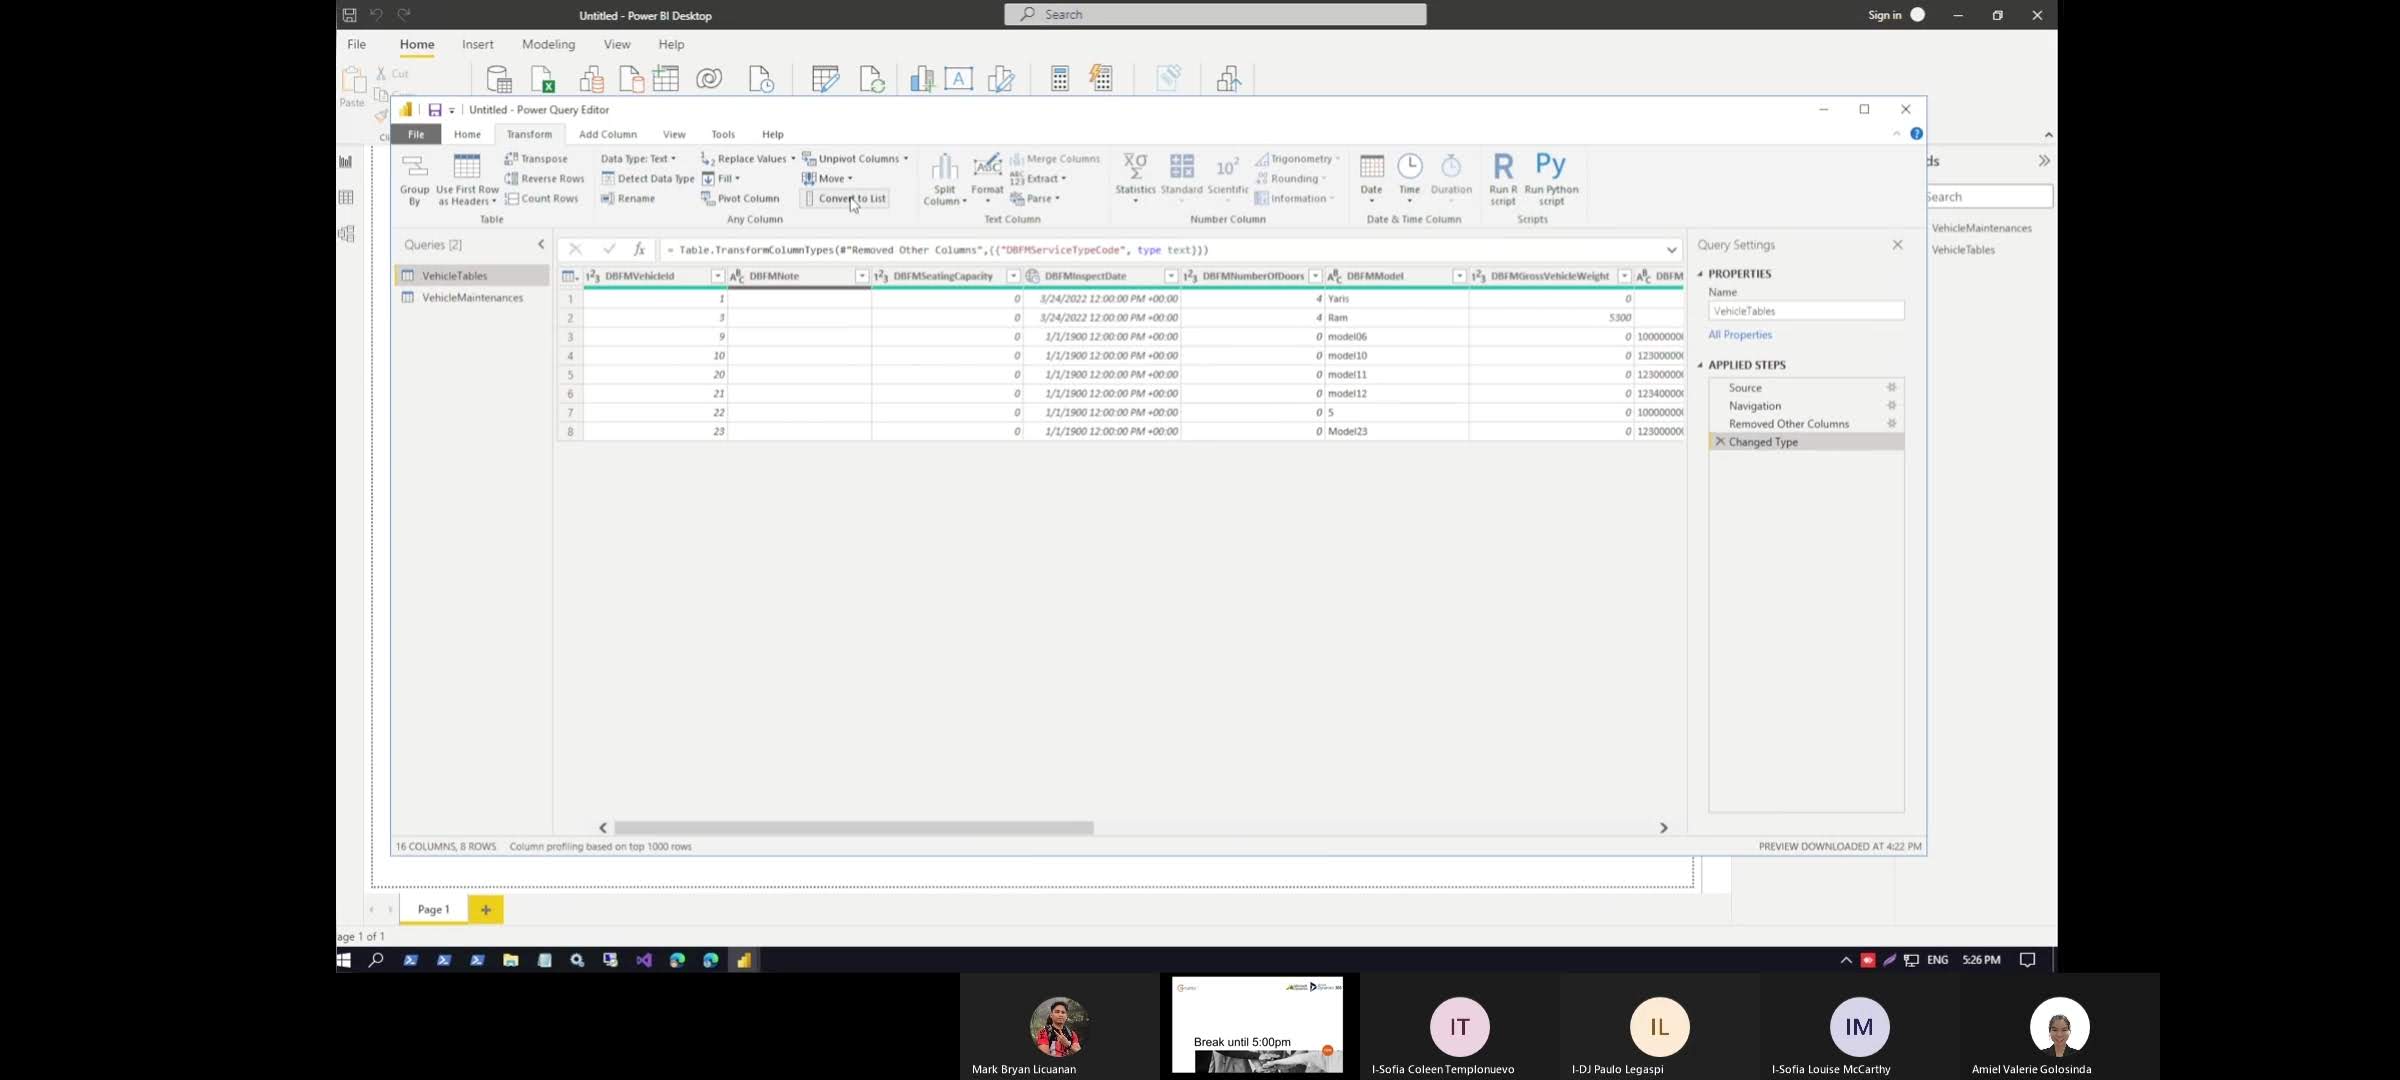 Untitled - Power BI Desktop
Search
Sign in
File Home Insert Modeling View Help
Cut
Paste
Untitled - Power Query Editor
File Home Transform Add Column View Tools Help
Transpose Data Type: Text Replace Values Unpivot Columns Merge Columns Trigonometry
Reverse Rows Detect Data Type Fill Move Extract Rounding
Count Rows Rename Pivot Column Convert to List Parse Information
Group By Use First Row as Headers Split Column Format Statistics Standard Scientific Date Time Duration Run R script Run Python script
Table Any Column Text Column Number Column Date & Time Column Scripts
Search
Queries [2]
= Table.TransformColumnTypes(#"Removed Other Columns",{{"DBFMServiceTypeCode", type text}})
Query Settings
VehicleTables
VehicleMaintenances
DBFMVehicleId DBFMNote DBFMSeatingCapacity DBFMInspectDate DBFMNumberOfDoors DBFMModel DBFMGrossVehicleWeight DBFM
1 1 0 3/24/2022 12:00:00 PM +00:00 4 Yaris 0
2 3 0 3/24/2022 12:00:00 PM +00:00 4 Ram 5300
3 9 0 1/1/1900 12:00:00 PM +00:00 0 model06 0 10000000
4 10 0 1/1/1900 12:00:00 PM +00:00 0 model10 0 12300000
5 20 0 1/1/1900 12:00:00 PM +00:00 0 model11 0 12300000
6 21 0 1/1/1900 12:00:00 PM +00:00 0 model12 0 12340000
7 22 0 1/1/1900 12:00:00 PM +00:00 0 5 0 10000000
8 23 0 1/1/1900 12:00:00 PM +00:00 0 Model23 0 12300000
PROPERTIES
Name
VehicleTables
All Properties
APPLIED STEPS
Source
Navigation
Removed Other Columns
Changed Type
VehicleMaintenances
VehicleTables
16 COLUMNS, 8 ROWS Column profiling based on top 1000 rows
PREVIEW DOWNLOADED AT 4:22 PM
Page 1
age 1 of 1
ENG 5:26 PM
Break until 5:00pm
IT IL IM
Mark Bryan Licuanan
I-Sofia Coleen Templonuevo
I-DJ Paulo Legaspi
I-Sofia Louise McCarthy
Amiel Valerie Golosinda